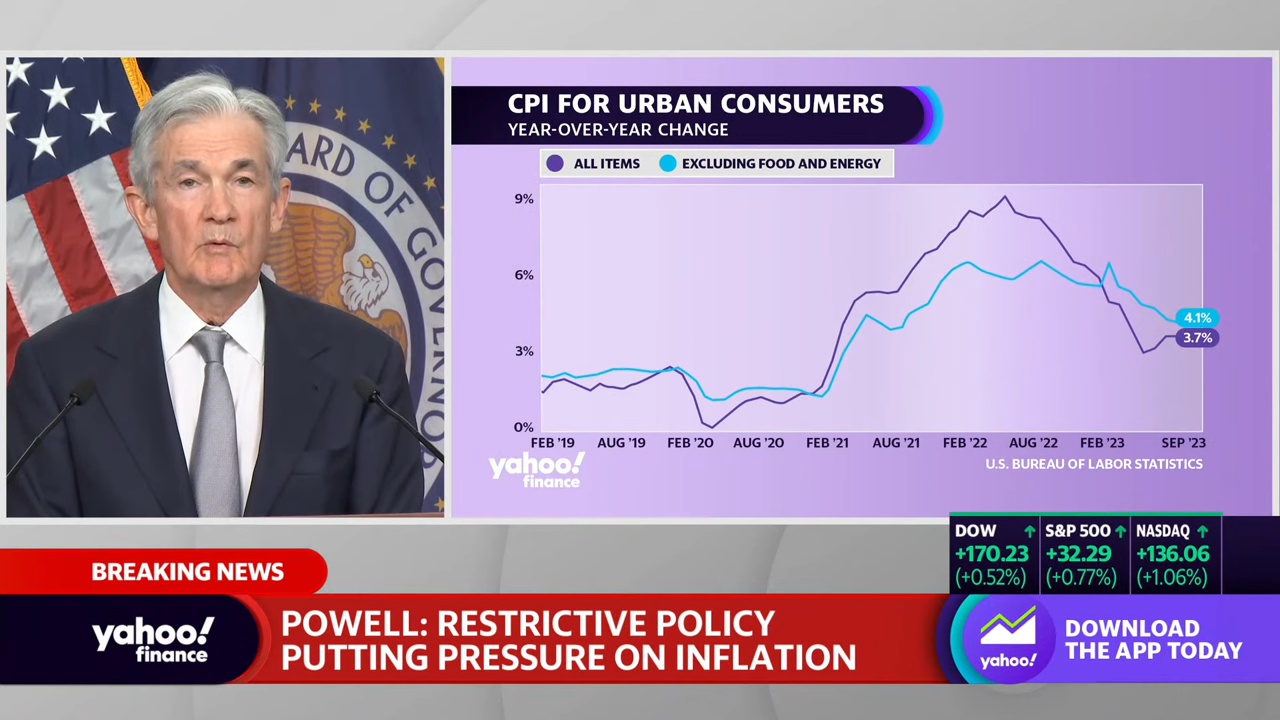 ARD OF GOVERNOR
CPI FOR URBAN CONSUMERS
YEAR-OVER-YEAR CHANGE
ALL ITEMS EXCLUDING FOOD AND ENERGY
9%
6%
3%
0%
4.1%
3.7%
FEB '19 AUG '19 FEB '20 AUG '20 FEB '21 AUG '21 FEB '22 AUG '22 FEB '23 SEP '23
yahoo!
finance
U.S. BUREAU OF LABOR STATISTICS
DOW S&P 500 NASDAQ
+170.23 +32.29 +136.06
(+0.52%) (+0.77%) (+1.06%)
BREAKING NEWS
yahoo!
finance
POWELL: RESTRICTIVE POLICY
PUTTING PRESSURE ON INFLATION
yahoo!
DOWNLOAD
THE APP TODAY